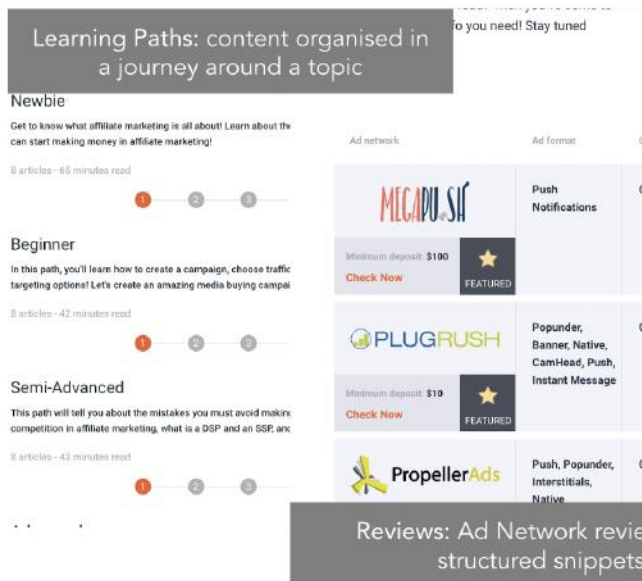 fo you need! Stay tuned
Learning Paths: content organised in
a journey around a topic
Newbie
Get to know what affiliate marketing is all about! Learn about
can start making money in affiliate marketing!
8 articles - 65 minutes read
1 2 3
Beginner
In this path, you'll learn how to create a campaign, choose traffic
targeting options! Let's create an amazing media buying
8 articles - 42 minutes read
1 2 3
Semi-Advanced
This path will tell you about the mistakes you must avoid
competition in affiliate marketing, what is a DSP and an SSP,
8 articles - 43 minutes read
1 2 3
Ad network Ad format
MEGAPU.SH
Push
Notifications
Minimum deposit: $100
Check Now
FEATURED
PLUGRUSH
Popunder,
Banner, Native,
CamHead, Push,
Instant Message
Minimum deposit: $10
Check Now
FEATURED
PropellerAds
Push, Popunder,
Interstitials,
Native
Reviews: Ad Network
structured snippets